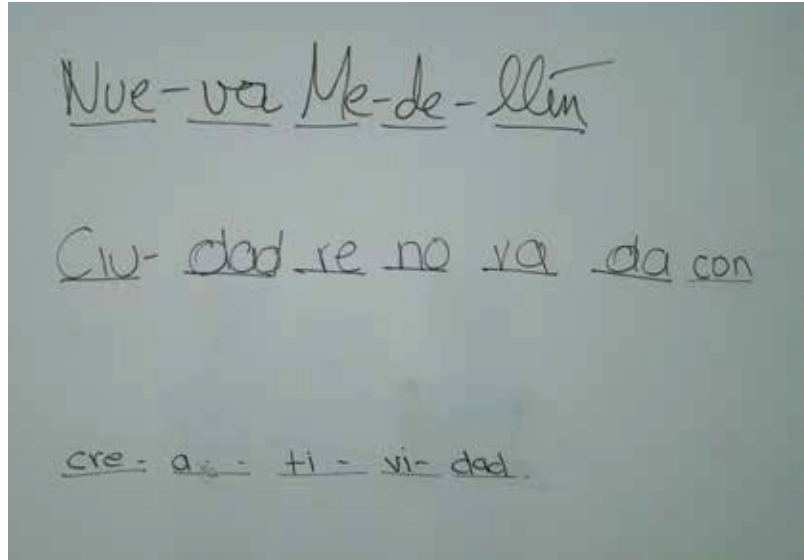 Nue-va Me-de-llín
Ciu- dad re no va da con
cre- a - ti - vi- dad.